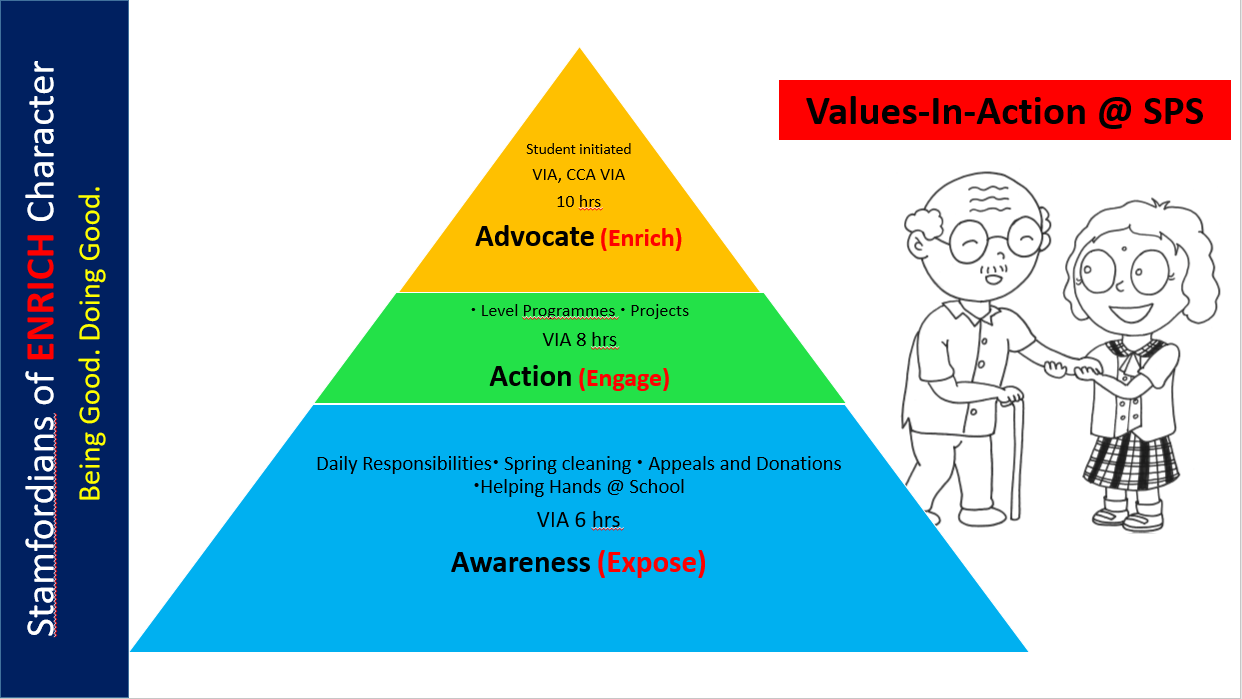 Stamfordians of ENRICH Character
Being Good. Doing Good.
Values-In-Action @ SPS
Student initiated
VIA, CCA VIA
10 hrs
Advocate (Enrich)
• Level Programmes • Projects
VIA 8 hrs
Action (Engage)
Daily Responsibilities• Spring cleaning • Appeals and Donations
•Helping Hands @ School
VIA 6 hrs
Awareness (Expose)